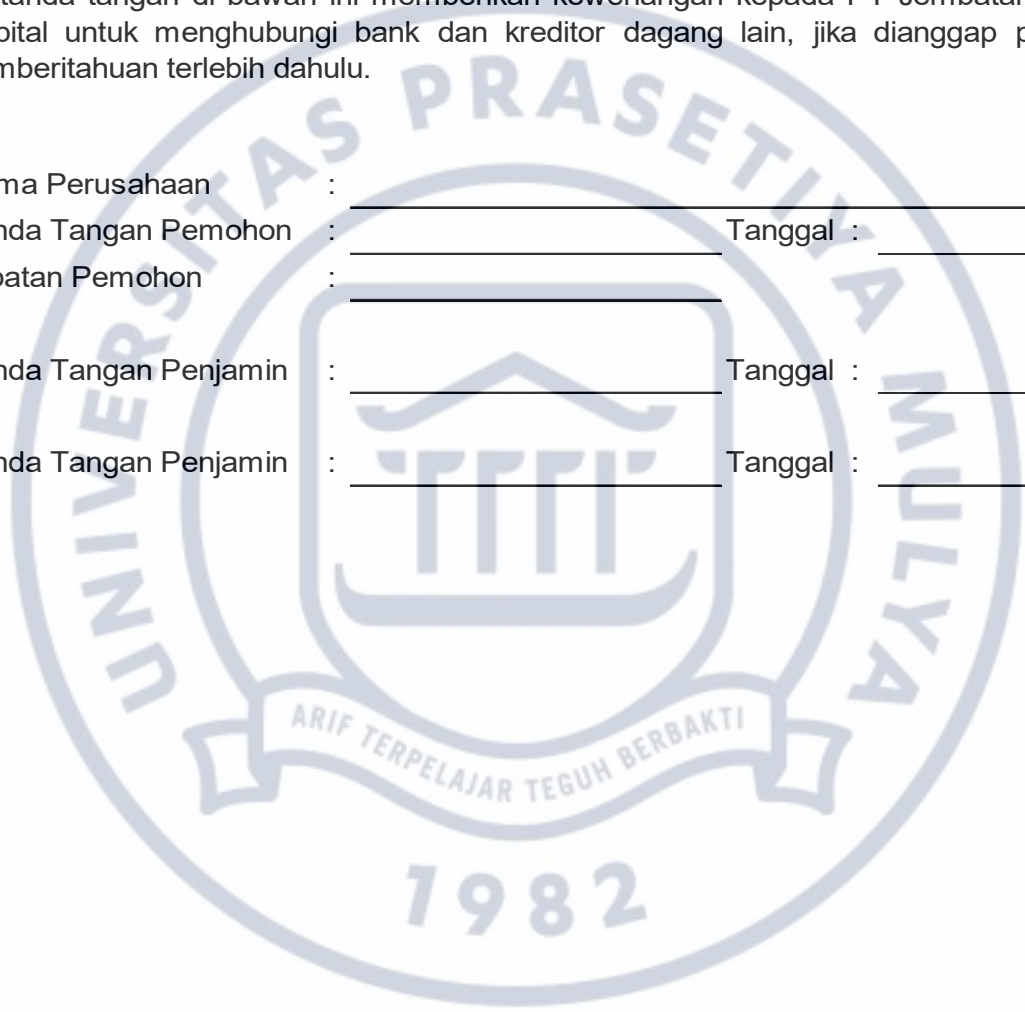 tanda tangan di bawah ini memberikan kewenangan kepada PT Jembatan
pital untuk menghubungi bank dan kreditor dagang lain, jika dianggap p
mberitahuan terlebih dahulu.
ma Perusahaan :
nda Tangan Pemohon : Tanggal :
batan Pemohon :
nda Tangan Penjamin : Tanggal :
nda Tangan Penjamin : Tanggal :
UNIVERSITAS PRASETIYA MULYA
ARIF TERPELAJAR TEGUH BERBAKTI
1982